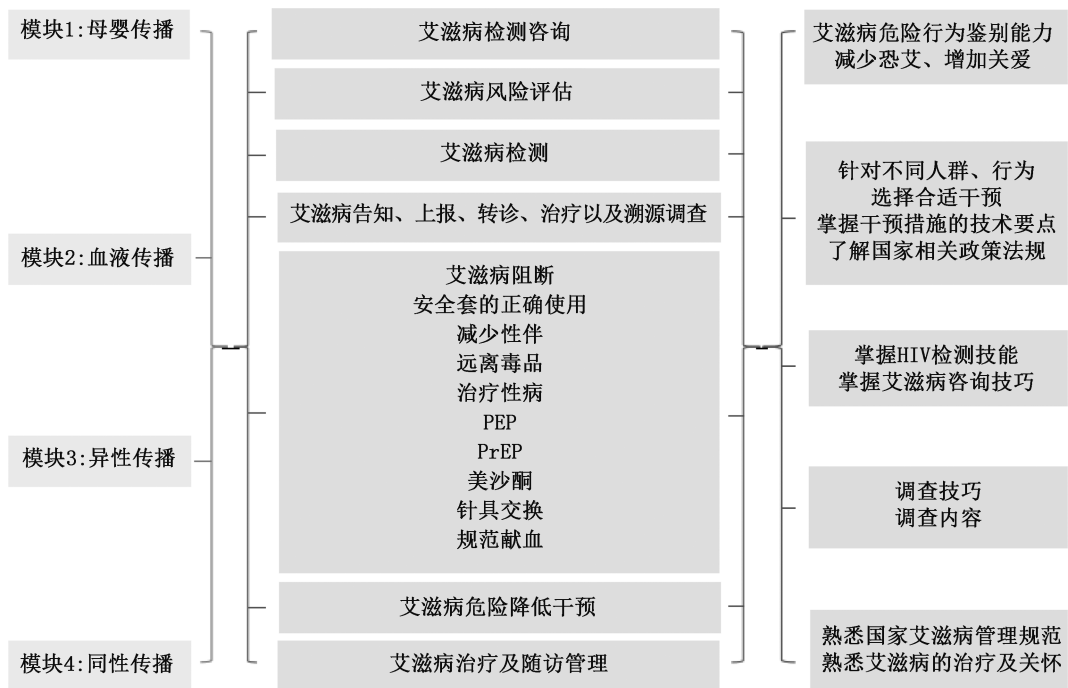 模块1:母婴传播
模块2:血液传播
模块3:异性传播
模块4:同性传播
艾滋病检测咨询
艾滋病风险评估
艾滋病检测
艾滋病告知、上报、转诊、治疗以及溯源调查
艾滋病阻断
安全套的正确使用
减少性伴
远离毒品
治疗性病
PEP
PrEP
美沙酮
针具交换
规范献血
艾滋病危险降低干预
艾滋病治疗及随访管理
艾滋病危险行为鉴别能力
减少恐艾、增加关爱
针对不同人群、行为
选择合适干预
掌握干预措施的技术要点
了解国家相关政策法规
掌握HIV检测技能
掌握艾滋病咨询技巧
调查技巧
调查内容
熟悉国家艾滋病管理规范
熟悉艾滋病的治疗及关怀